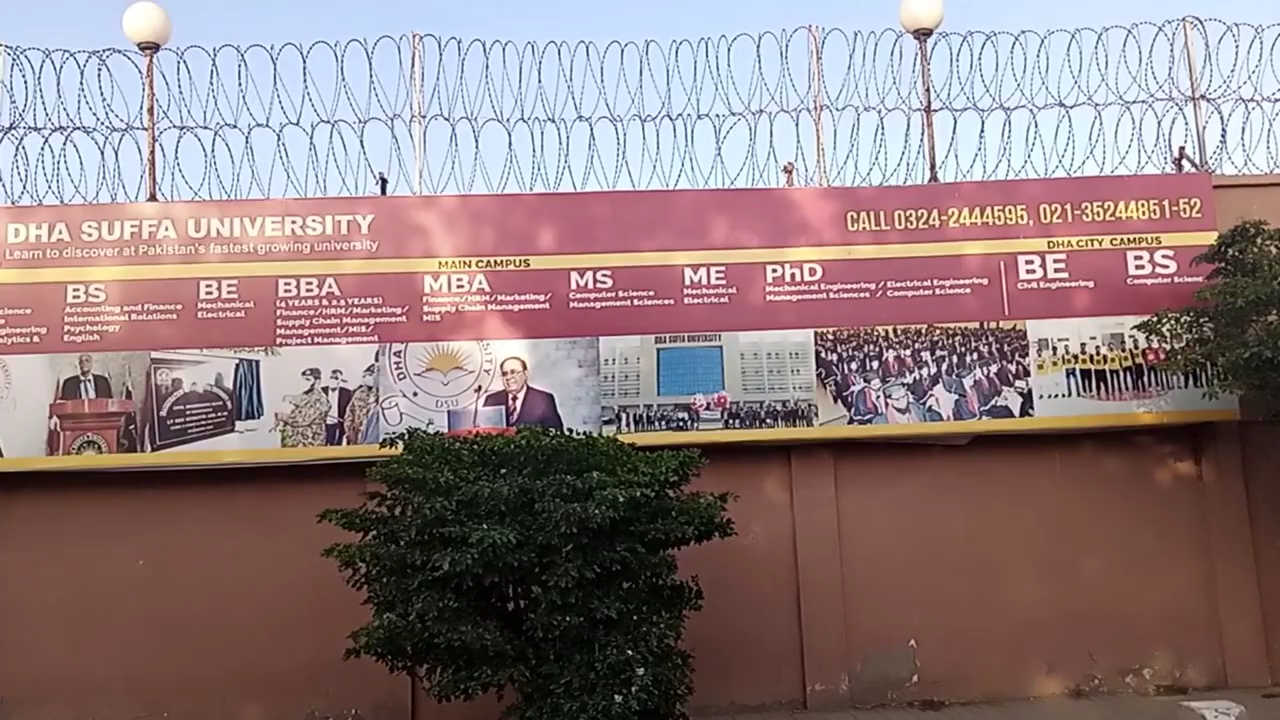 DHA SUFFA UNIVERSITY
Learn to discover at Pakistan's fastest growing university
CALL 0324-2444595, 021-35244851-52
MAIN CAMPUS
DHA CITY CAMPUS
BS
Accounting and Finance
International Relations
Psychology
English
BE
Mechanical
Electrical
BBA
(4 YEARS & 2.5 YEARS)
Finance/HRM/Marketing/
Supply Chain Management
Management/MIS/
Project Management
MBA
Finance/HRM/Marketing/
Supply Chain Management
MIS
MS
Computer Science
Management Sciences
ME
Mechanical
Electrical
PhD
Mechanical Engineering / Electrical Engineering
Management Sciences / Computer Science
BE
Civil Engineering
BS
Computer Scienc
DHA SUFFA UNIVERSITY
DSU